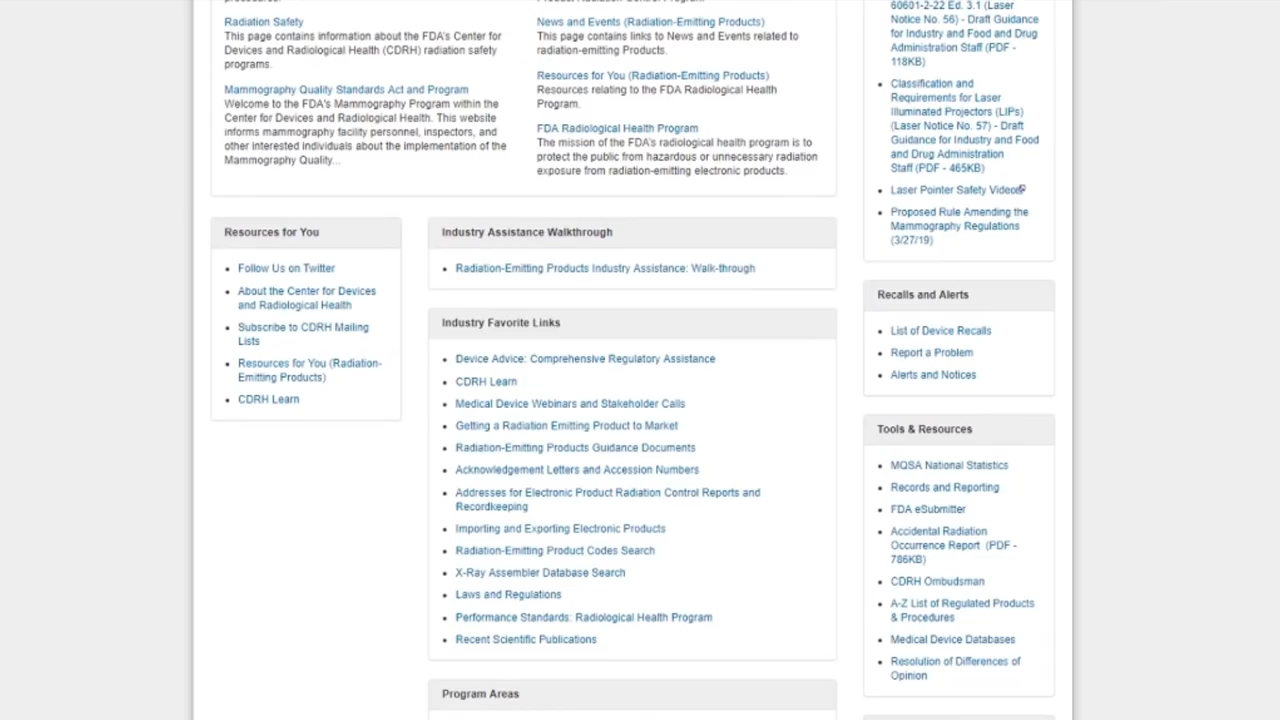 Radiation Safety
This page contains information about the FDA's Center for
Devices and Radiological Health (CDRH) radiation safety
programs.
Mammography Quality Standards Act and Program
Welcome to the FDA's Mammography Program within the
Center for Devices and Radiological Health. This website
informs mammography facility personnel, inspectors, and
other interested individuals about the implementation of the
Mammography Quality...
News and Events (Radiation-Emitting Products)
This page contains links to News and Events related to
radiation-emitting Products.
Resources for You (Radiation-Emitting Products)
Resources relating to the FDA Radiological Health
Program.
FDA Radiological Health Program
The mission of the FDA's radiological health program is to
protect the public from hazardous or unnecessary radiation
exposure from radiation-emitting electronic products.
Resources for You
Follow Us on Twitter
About the Center for Devices
and Radiological Health
Subscribe to CDRH Mailing
Lists
Resources for You (Radiation-
Emitting Products)
CDRH Learn
Industry Assistance Walkthrough
Radiation-Emitting Products Industry Assistance: Walk-through
Industry Favorite Links
Device Advice: Comprehensive Regulatory Assistance
CDRH Learn
Medical Device Webinars and Stakeholder Calls
Getting a Radiation Emitting Product to Market
Radiation-Emitting Products Guidance Documents
Acknowledgement Letters and Accession Numbers
Addresses for Electronic Product Radiation Control Reports and
Recordkeeping
Importing and Exporting Electronic Products
Radiation-Emitting Product Codes Search
X-Ray Assembler Database Search
Laws and Regulations
Performance Standards: Radiological Health Program
Recent Scientific Publications
Program Areas
60601-2-22 Ed. 3.1 (Laser
Notice No. 56) - Draft Guidance
for Industry and Food and Drug
Administration Staff (PDF -
118KB)
Classification and
Requirements for Laser
Illuminated Projectors (LIPs)
(Laser Notice No. 57) - Draft
Guidance for Industry and Food
and Drug Administration
Staff (PDF - 465KB)
Laser Pointer Safety Videos
Proposed Rule Amending the
Mammography Regulations
(3/27/19)
Recalls and Alerts
List of Device Recalls
Report a Problem
Alerts and Notices
Tools & Resources
MQSA National Statistics
Records and Reporting
FDA eSubmitter
Accidental Radiation
Occurrence Report (PDF -
786KB)
CDRH Ombudsman
A-Z List of Regulated Products
& Procedures
Medical Device Databases
Resolution of Differences of
Opinion